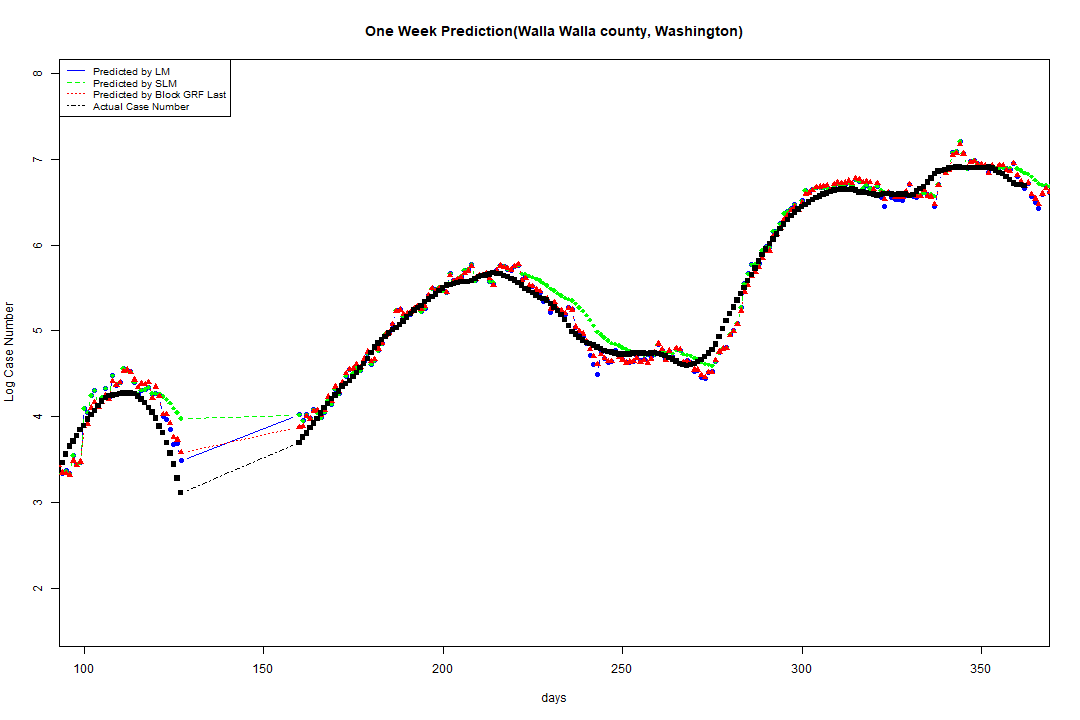 One Week Prediction(Walla Walla county, Washington)
Predicted by LM
Predicted by SLM
Predicted by Block GRF Last
Actual Case Number
8
7
6
5
4
3
2
Log Case Number
100 150 200 250 300 350
days